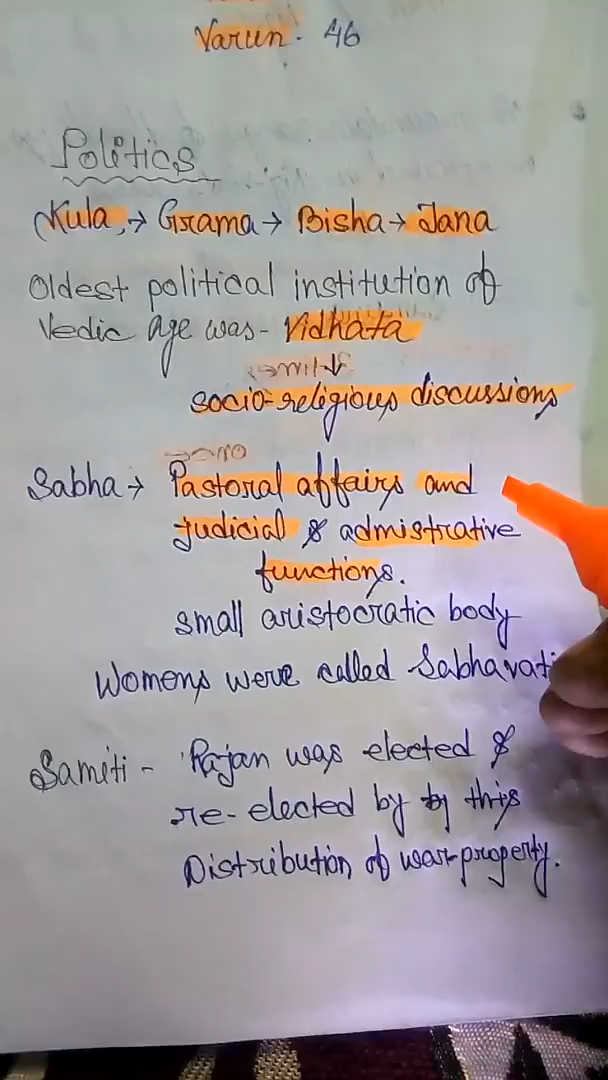 Varun - 46
Politics
Kula, → Grama → Bisha → Jana
Oldest political institution of
Vedic Age was - Vidhata
socio-religious discussions
Sabha → Pastoral affairs and
judicial & admistrative
functions.
small aristocratic body
Womens were called Sabhavati
Samiti - Rajan was elected &
re-elected by by this
Distribution of war-property.